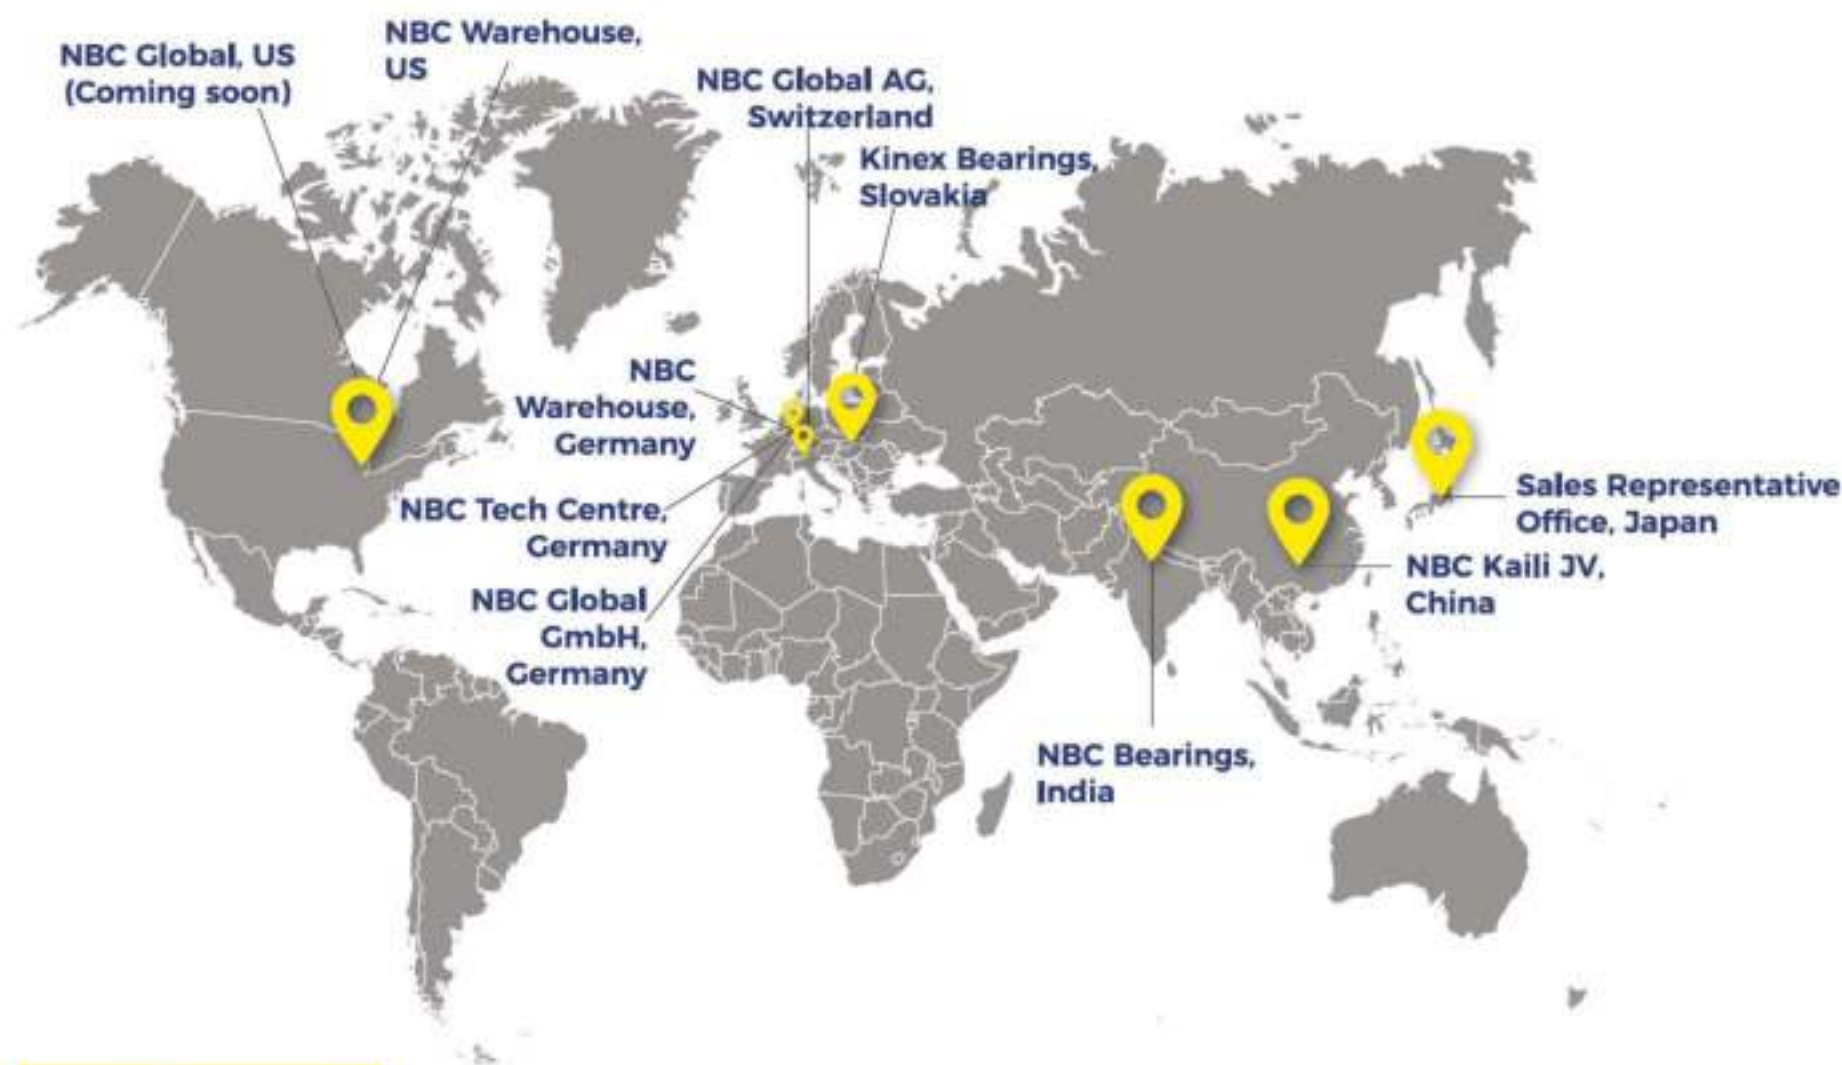 NBC Global, US
(Coming soon)
NBC Warehouse,
US
NBC Global AG,
Switzerland
Kinex Bearings,
Slovakia
NBC
Warehouse,
Germany
NBC Tech Centre,
Germany
NBC Global
GmbH,
Germany
Sales Representative
Office, Japan
NBC Kaili JV,
China
NBC Bearings,
India